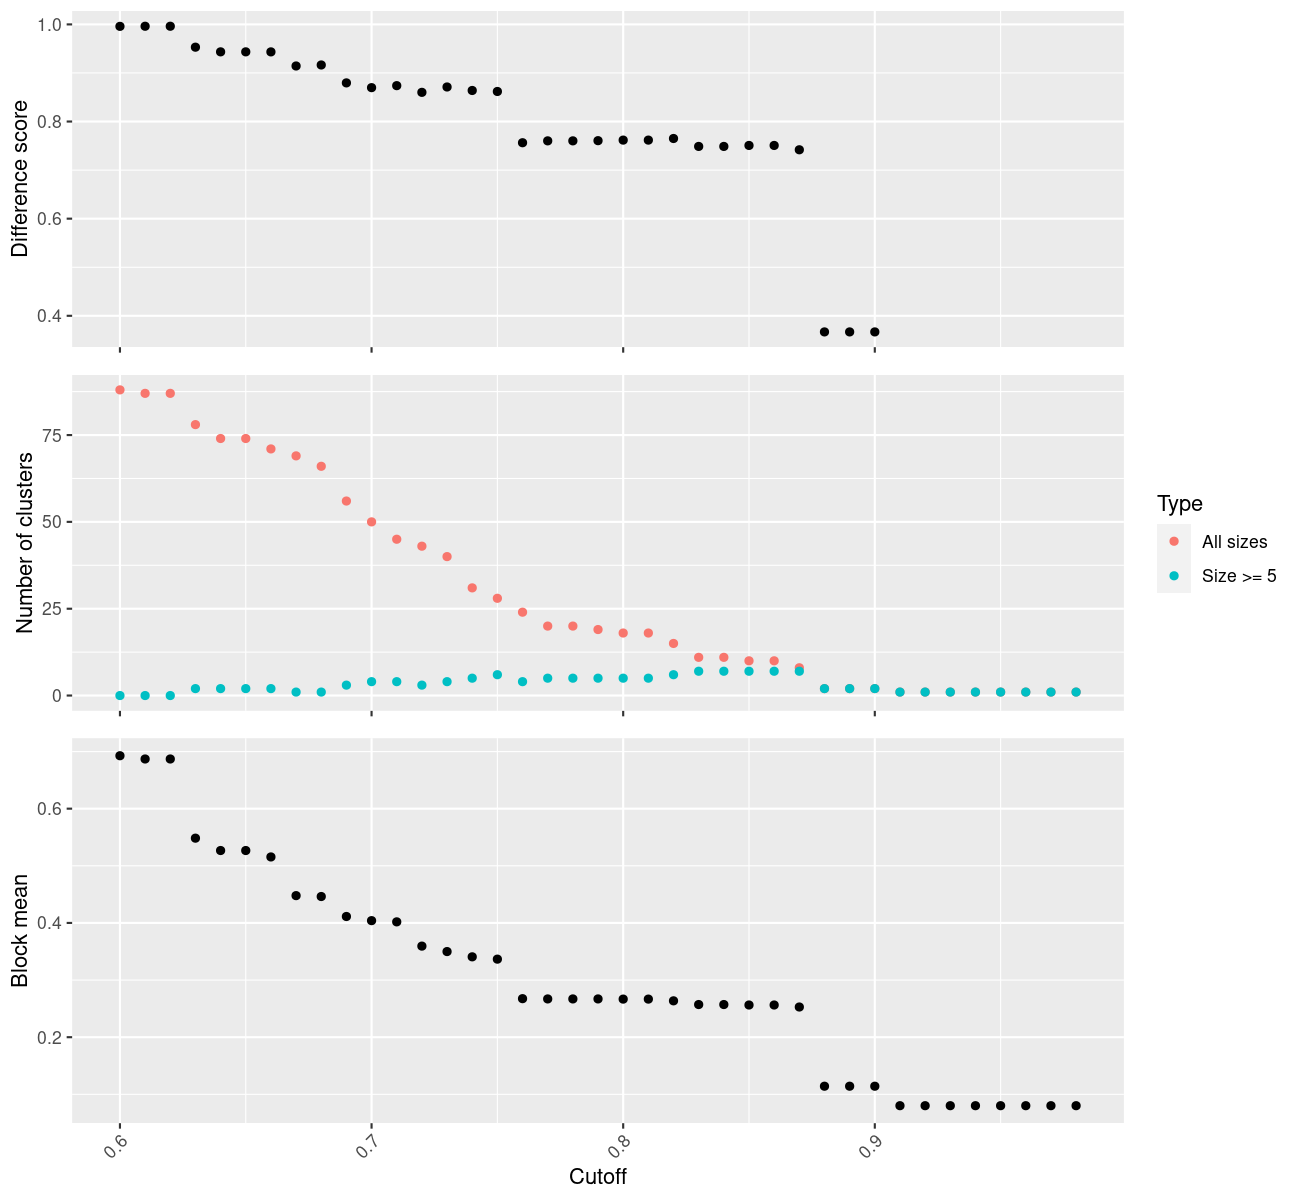 Difference score
1.0
0.8
0.6
0.4
Number of clusters
75
50
25
0
Type
All sizes
Size >= 5
Block mean
0.6
0.4
0.2
0.6
0.7
0.8
0.9
Cutoff